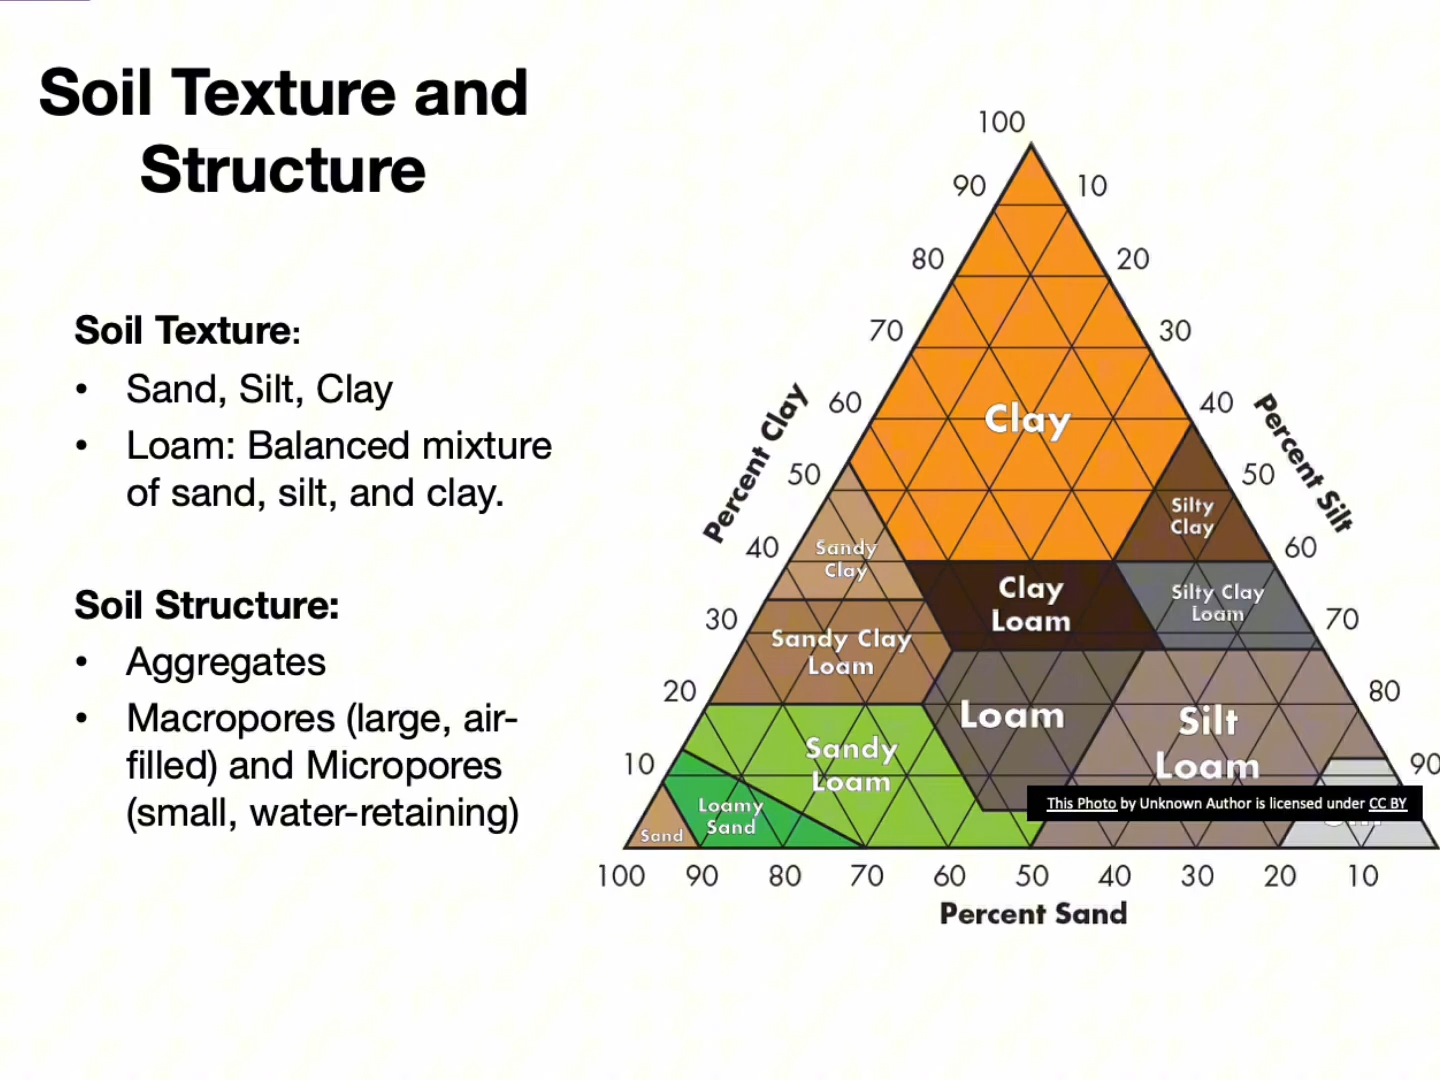 Soil Texture and
Structure
Soil Texture:
• Sand, Silt, Clay
• Loam: Balanced mixture
of sand, silt, and clay.
Soil Structure:
• Aggregates
• Macropores (large, air-
filled) and Micropores
(small, water-retaining)
100
90
10
80
20
70
30
60
40
50
50
40
60
30
70
20
80
10
90
Percent Clay
Percent Silt
Clay
Silty
Clay
Sandy
Clay
Clay
Loam
Silty Clay
Loam
Sandy Clay
Loam
Loam
Silt
Loam
Sandy
Loam
Loamy
Sand
Sand
This Photo by Unknown Author is licensed under CC BY
100 90 80 70 60 50 40 30 20 10
Percent Sand